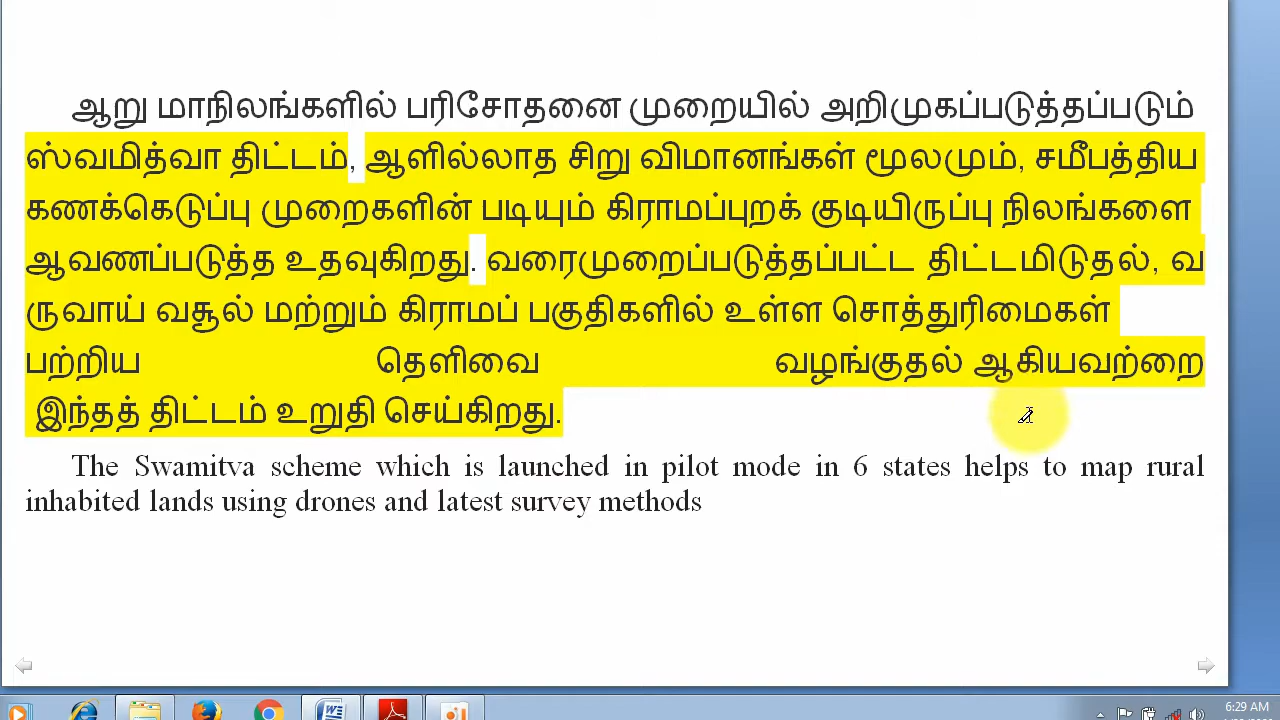 ஆறு மாநிலங்களில் பரிசோதனை முறையில் அறிமுகப்படுத்தப்படும்
ஸ்வமித்வா திட்டம், ஆளில்லாத சிறு விமானங்கள் மூலமும், சமீபத்திய
கணக்கெடுப்பு முறைகளின் படியும் கிராமப்புறக் குடியிருப்பு நிலங்களை
ஆவணப்படுத்த உதவுகிறது. வரைமுறைப்படுத்தப்பட்ட திட்டமிடுதல், வ
ருவாய் வசூல் மற்றும் கிராமப் பகுதிகளில் உள்ள சொத்துரிமைகள்
பற்றிய தெளிவை வழங்குதல் ஆகியவற்றை
இந்தத் திட்டம் உறுதி செய்கிறது.
The Swamitva scheme which is launched in pilot mode in 6 states helps to map rural
inhabited lands using drones and latest survey methods
6:29 AM